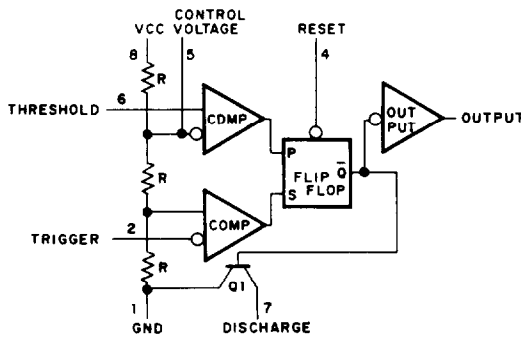 VCC
CONTROL
VOLTAGE
RESET
8
5
4
R
THRESHOLD
6
COMP
OUT
PUT
OUTPUT
P
FLIP
FLOP
Q
S
R
COMP
TRIGGER
2
R
Q1
1
7
GND
DISCHARGE